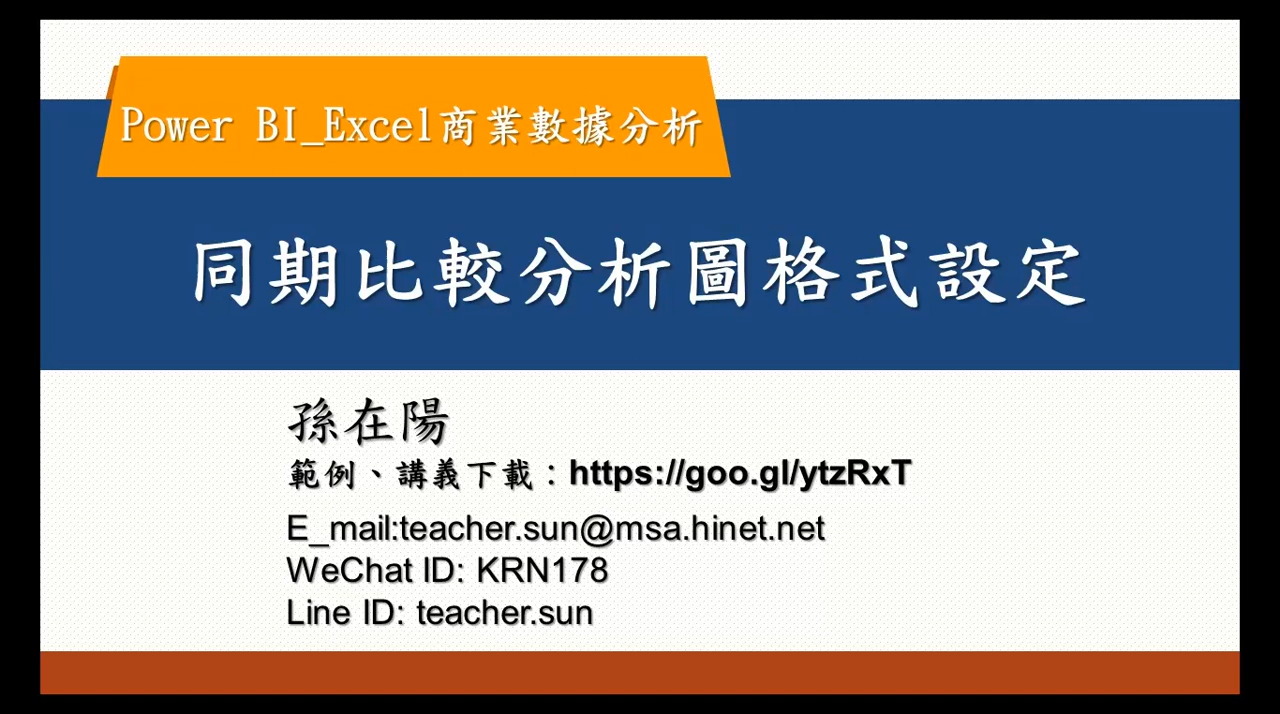 Power BI_Excel商業數據分析
同期比較分析圖格式設定
孫在陽
範例、講義下載：https://goo.gl/ytzRxT
E_mail:teacher.sun@msa.hinet.net
WeChat ID: KRN178
Line ID: teacher.sun